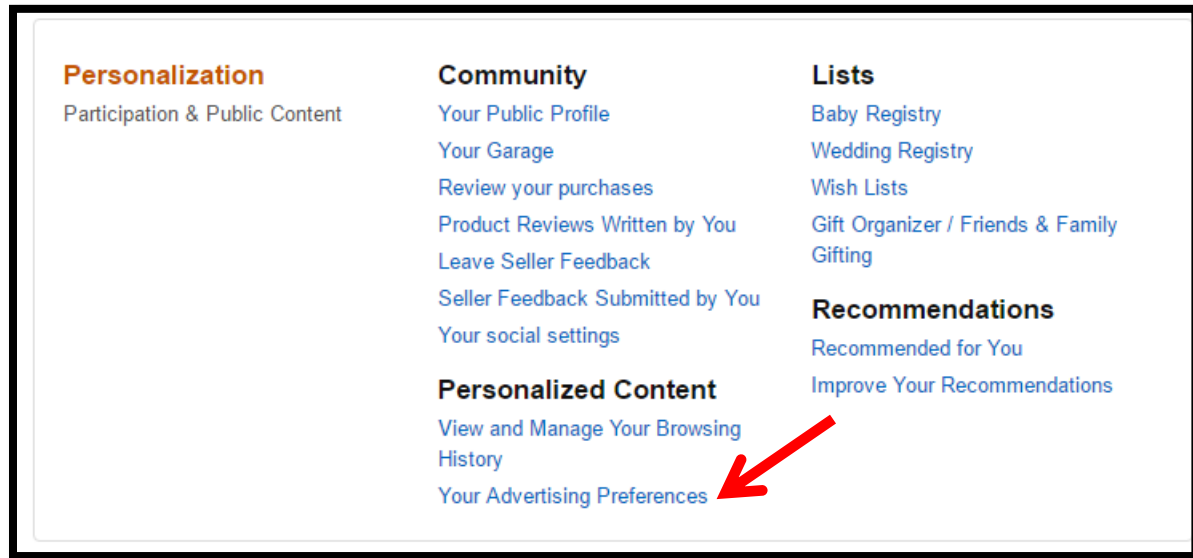 Personalization
Participation & Public Content
Community
Your Public Profile
Your Garage
Review your purchases
Product Reviews Written by You
Leave Seller Feedback
Seller Feedback Submitted by You
Your social settings
Personalized Content
View and Manage Your Browsing
History
Your Advertising Preferences
Lists
Baby Registry
Wedding Registry
Wish Lists
Gift Organizer / Friends & Family
Gifting
Recommendations
Recommended for You
Improve Your Recommendations